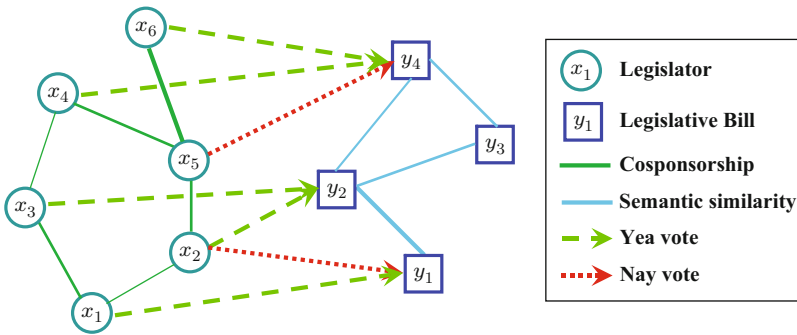 x₆
y₄
x₄
x₅
y₃
y₂
x₃
x₂
y₁
x₁
x₁ Legislator
y₁ Legislative Bill
Cosponsorship
Semantic similarity
Yea vote
Nay vote